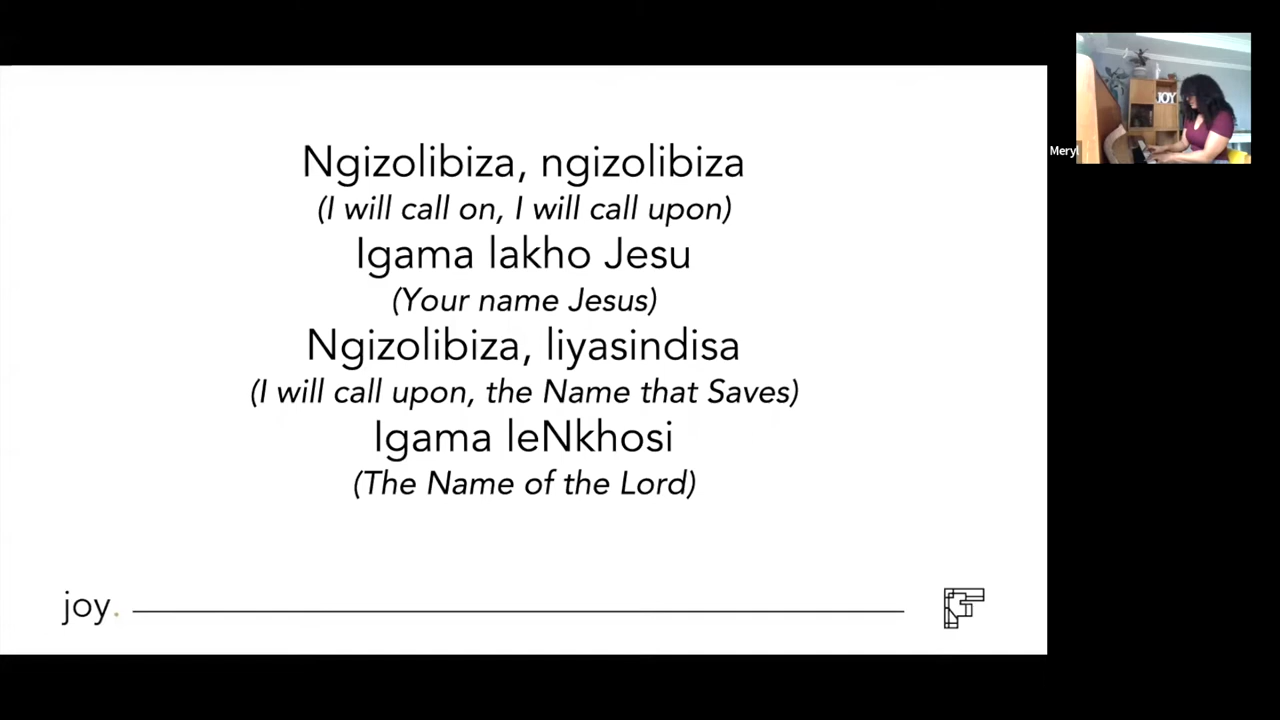 Ngizolibiza, ngizolibiza
(I will call on, I will call upon)
Igama lakho Jesu
(Your name Jesus)
Ngizolibiza, liyasindisa
(I will call upon, the Name that Saves)
Igama leNkhosi
(The Name of the Lord)
joy.
JOY
Meryl